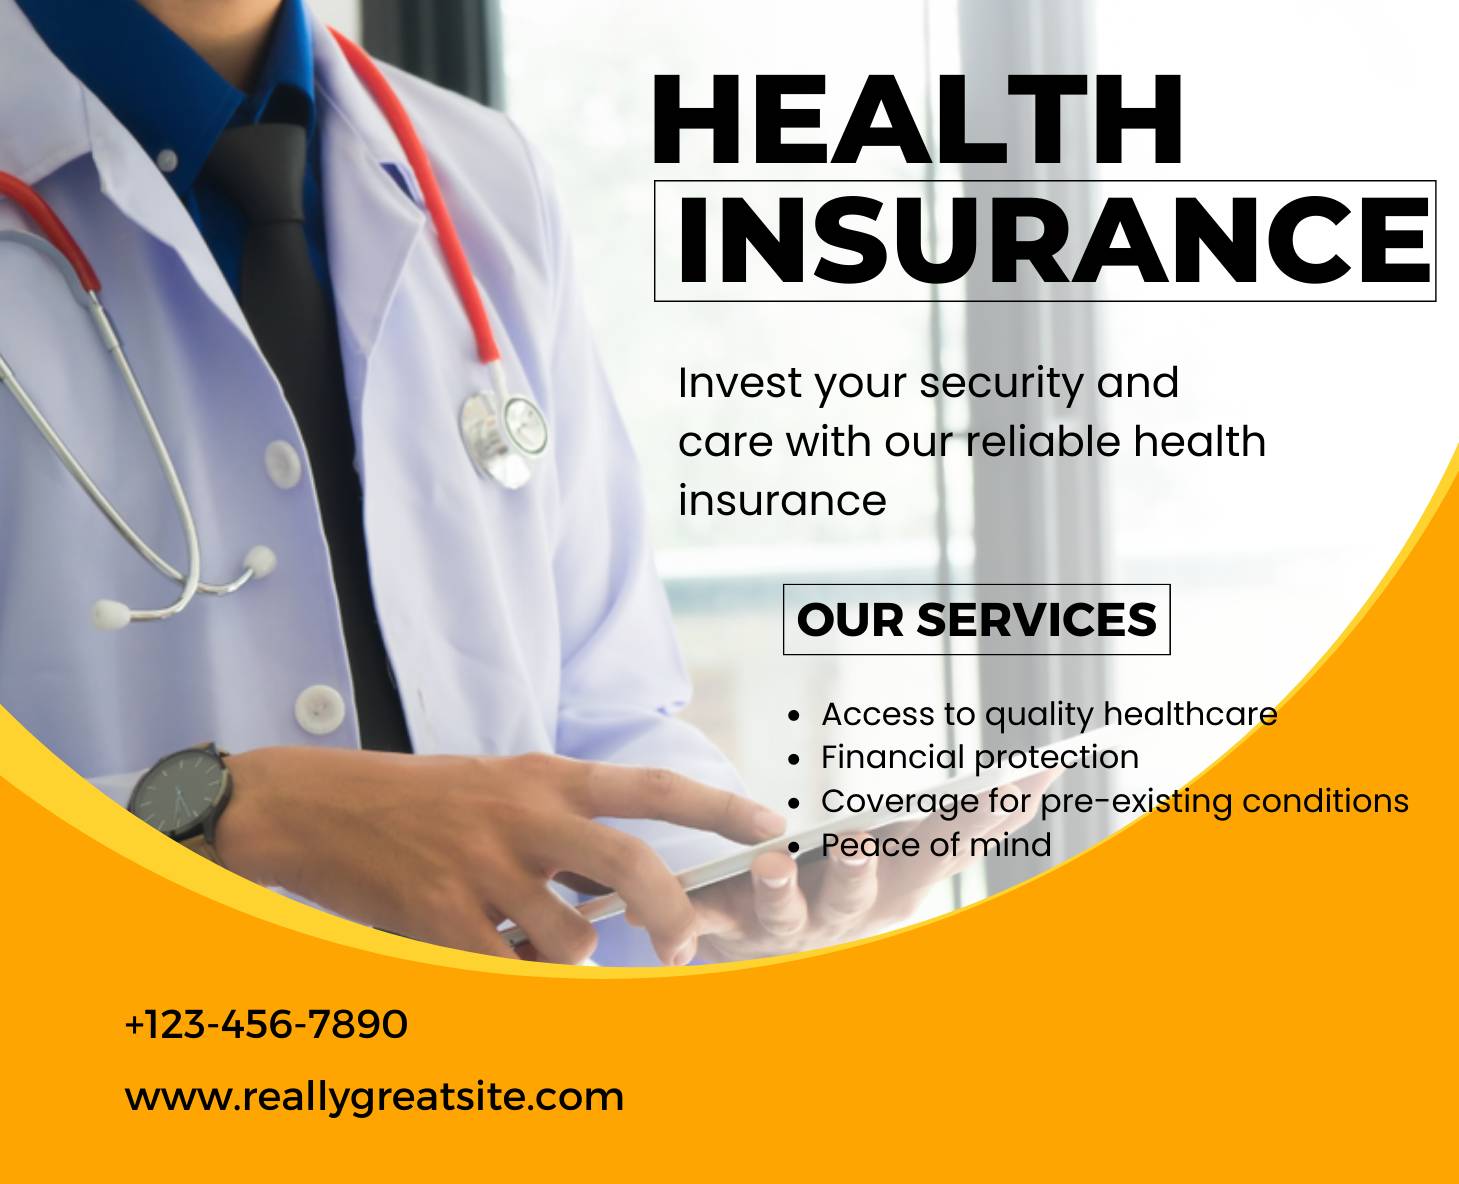 HEALTH
INSURANCE
Invest your security and
care with our reliable health
insurance
OUR SERVICES
• Access to quality healthcare
• Financial protection
• Coverage for pre-existing conditions
• Peace of mind
+123-456-7890
www.reallygreatsite.com